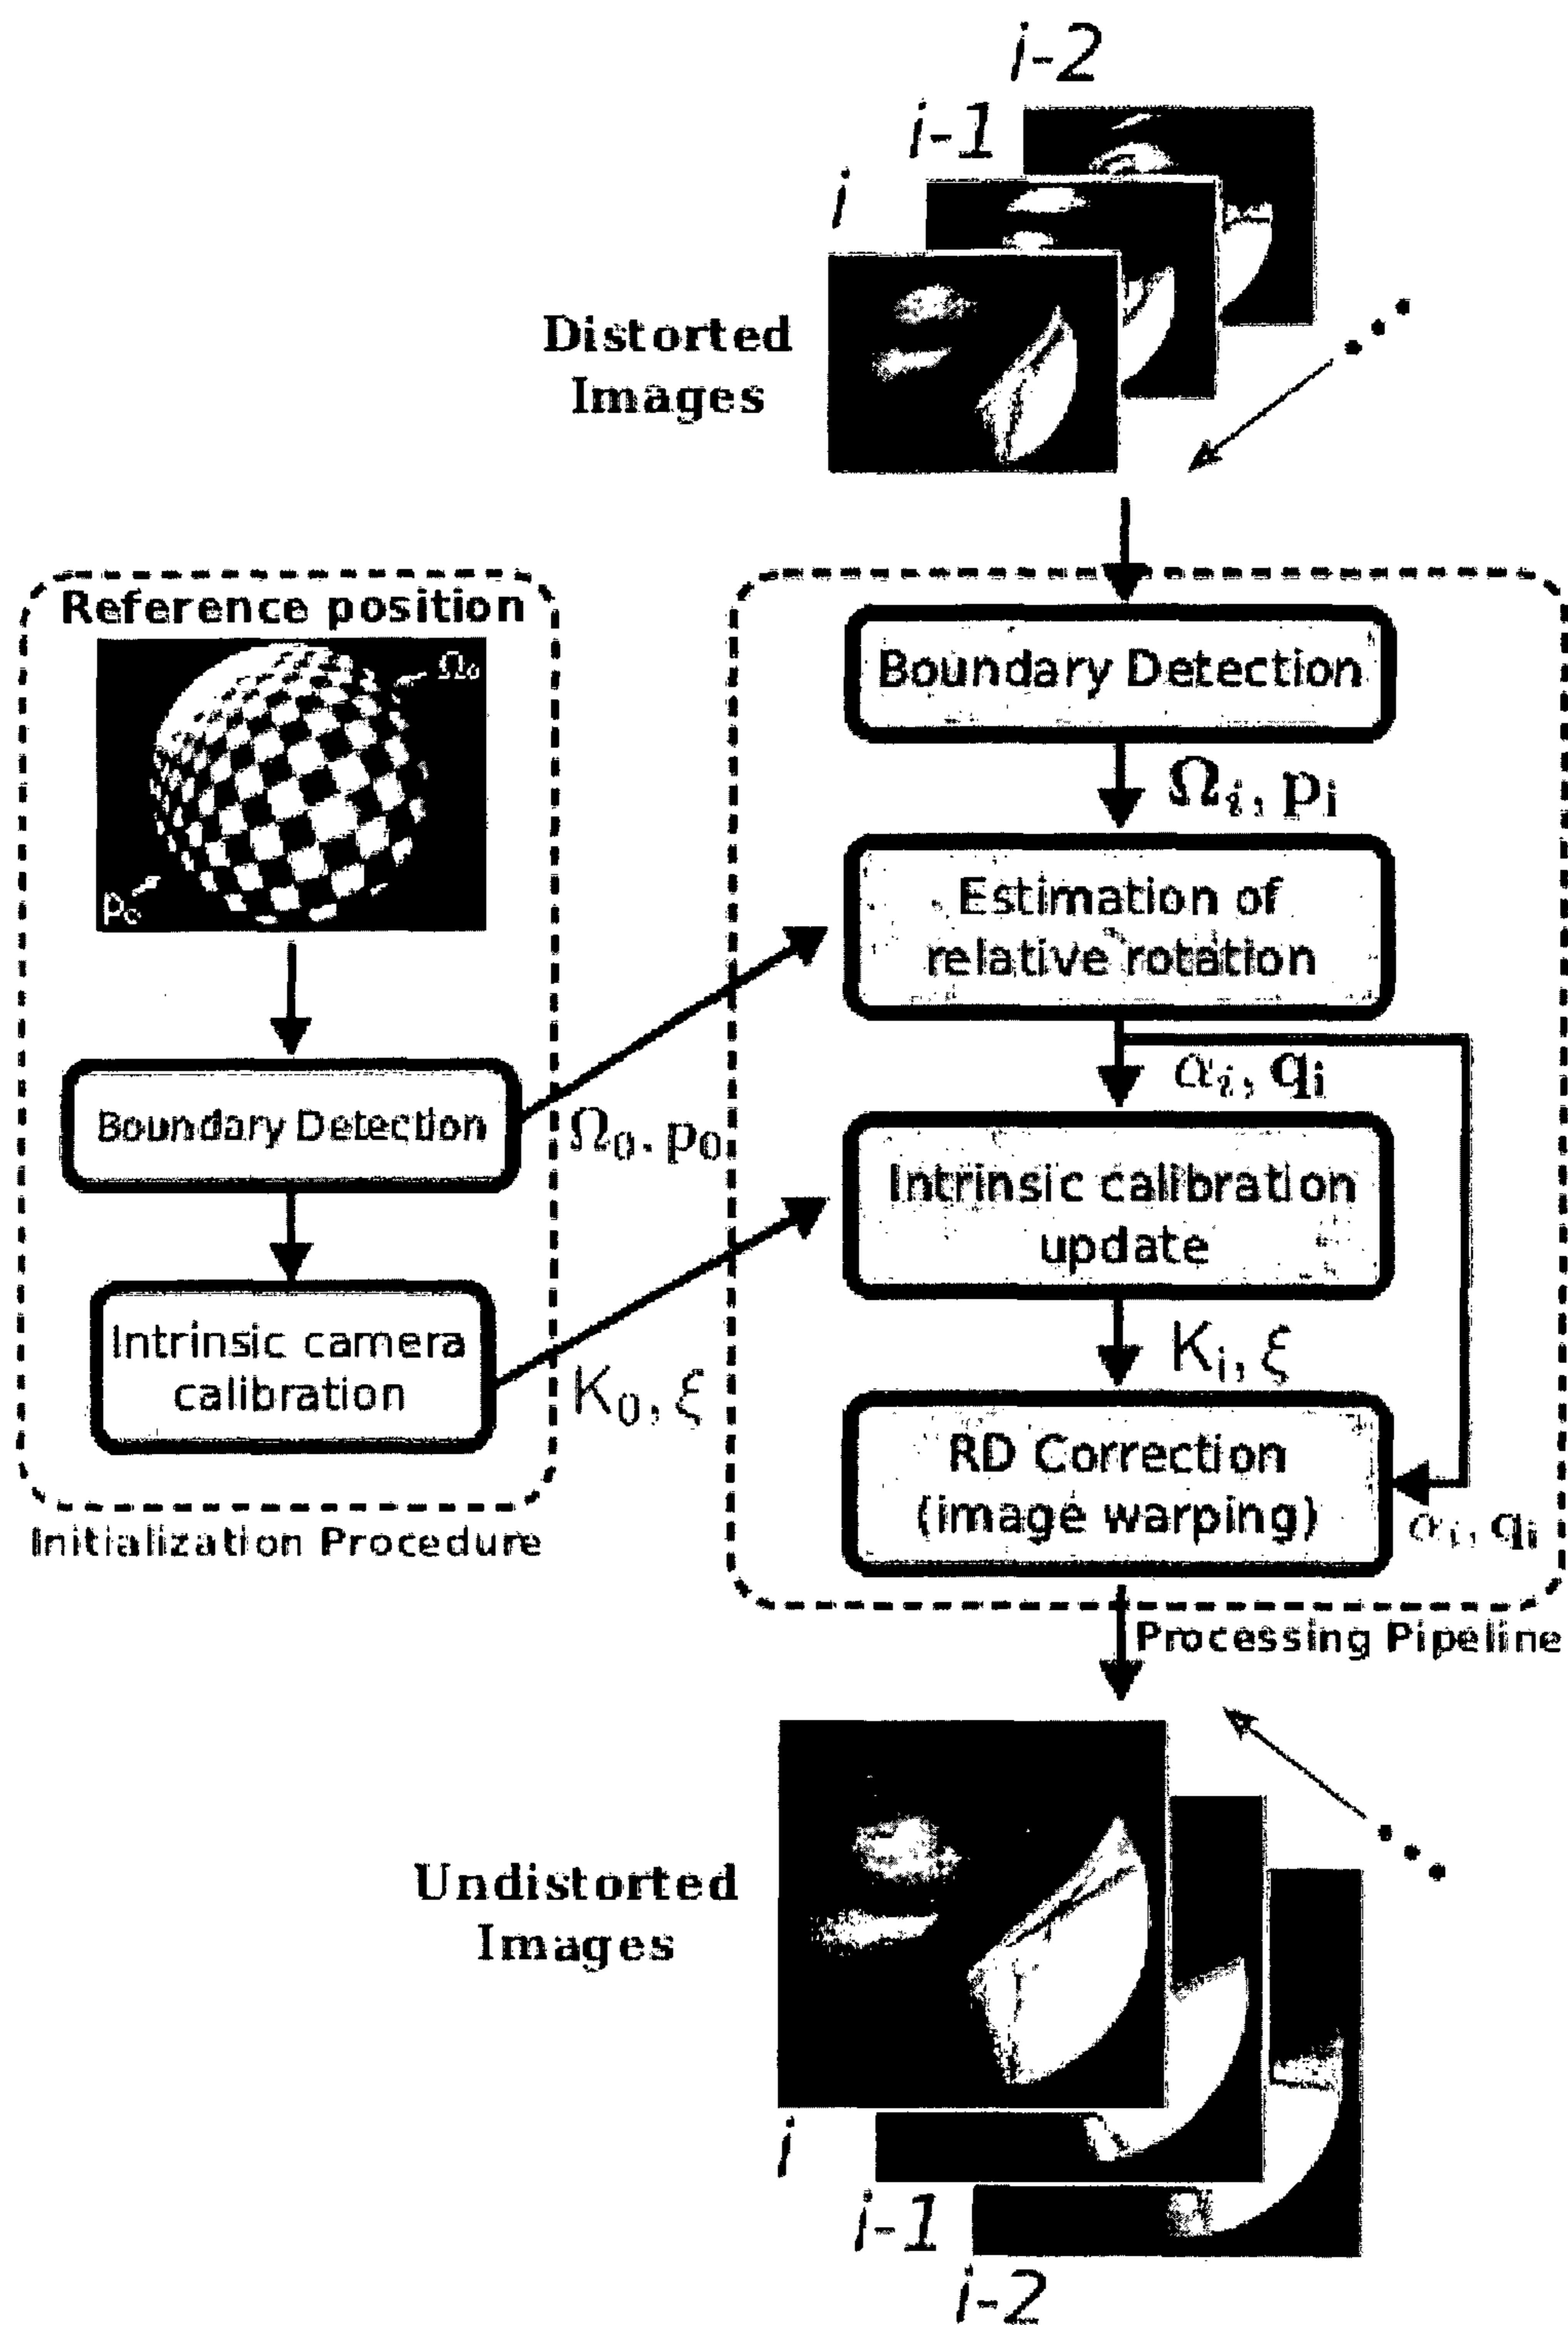 i-2
i-1
i
Distorted
Images
Reference position
Ω₀
p₀
Boundary Detection
Intrinsic camera
calibration
Initialization Procedure
Ω₀, p₀
K₀, ξ
Boundary Detection
Ωᵢ, pᵢ
Estimation of
relative rotation
αᵢ, qᵢ
Intrinsic calibration
update
Kᵢ, ξ
RD Correction
(image warping)
αᵢ, qᵢ
Processing Pipeline
Undistorted
Images
i
i-1
i-2